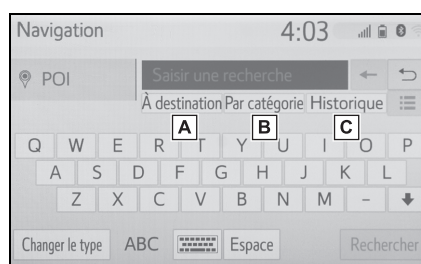 Navigation 4:03
POI Saisir une recherche
À destination Par catégorie Historique
A B C
Q W E R T Y U I O P
A S D F G H J K L
Z X C V B N M -
Changer le type ABC Espace Rechercher